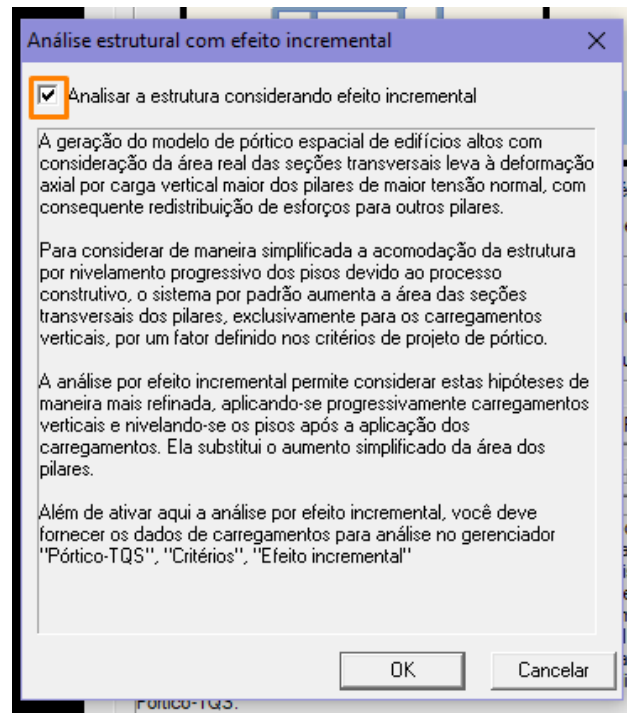 Análise estrutural com efeito incremental
Analisar a estrutura considerando efeito incremental
A geração do modelo de pórtico espacial de edifícios altos com
consideração da área real das seções transversais leva à deformação
axial por carga vertical maior dos pilares de maior tensão normal, com
consequente redistribuição de esforços para outros pilares.
Para considerar de maneira simplificada a acomodação da estrutura
por nivelamento progressivo dos pisos devido ao processo
construtivo, o sistema por padrão aumenta a área das seções
transversais dos pilares, exclusivamente para os carregamentos
verticais, por um fator definido nos critérios de projeto de pórtico.
A análise por efeito incremental permite considerar estas hipóteses de
maneira mais refinada, aplicando-se progressivamente carregamentos
verticais e nivelando-se os pisos após a aplicação dos
carregamentos. Ela substitui o aumento simplificado da área dos
pilares.
Além de ativar aqui a análise por efeito incremental, você deve
fornecer os dados de carregamentos para análise no gerenciador
"Pórtico-TQS", "Critérios", "Efeito incremental"
OK
Cancelar
Pórtico-TQS.